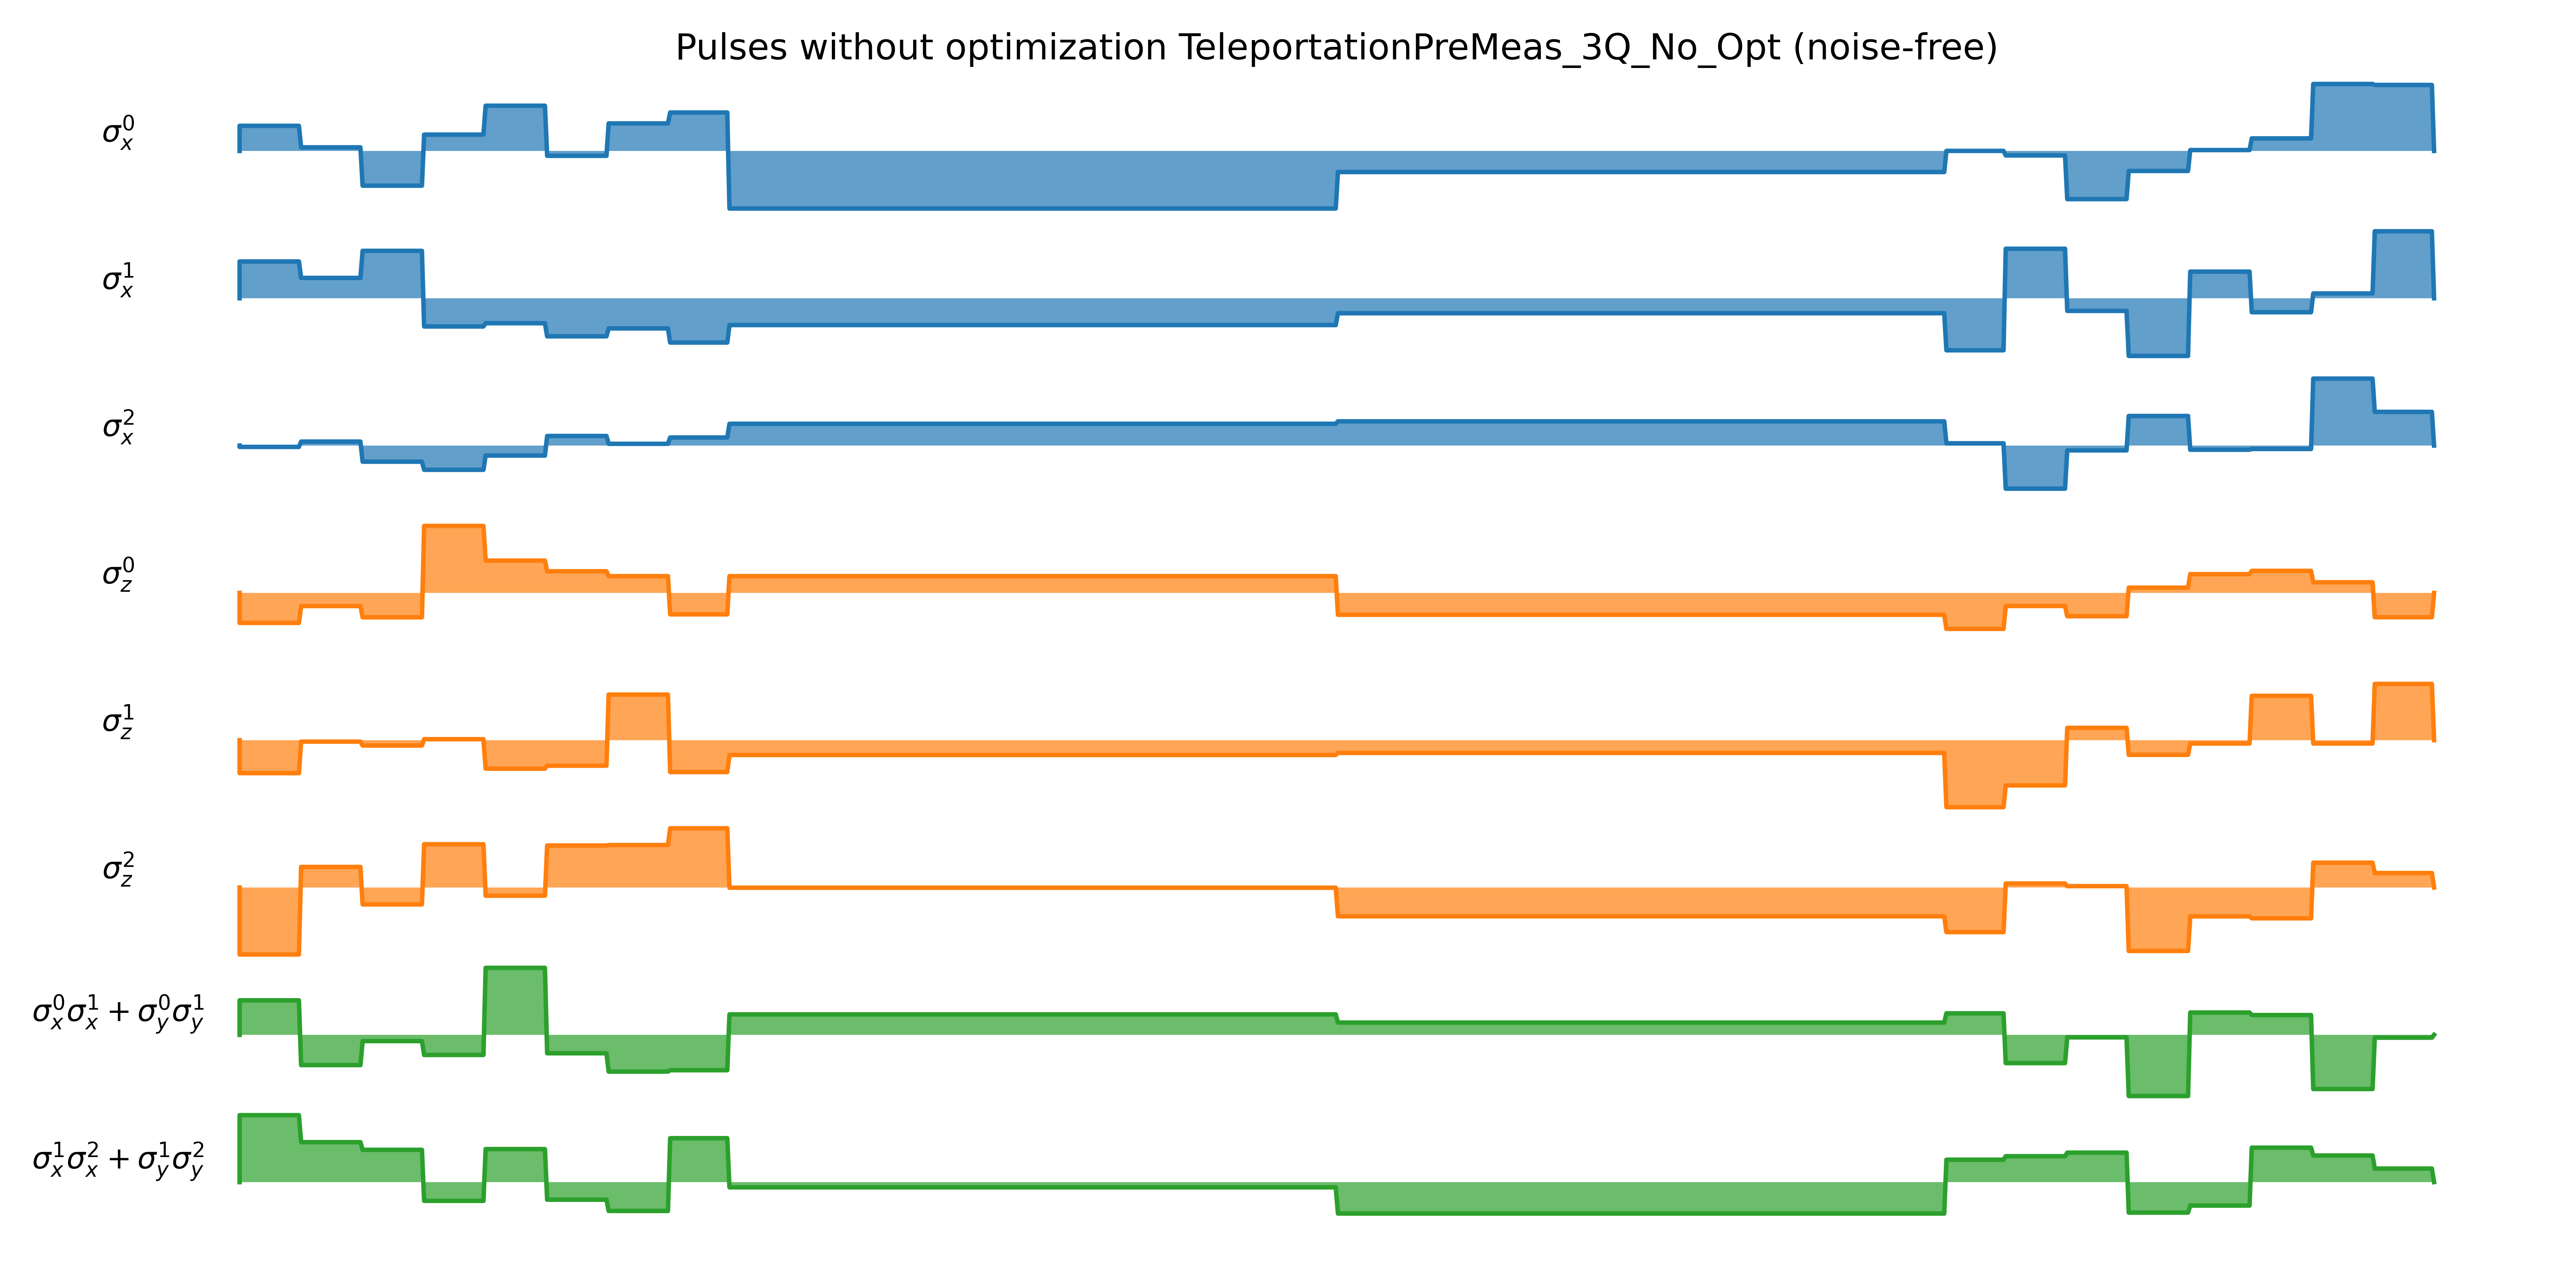 Pulses without optimization TeleportationPreMeas_3Q_No_Opt (noise-free)
σ_x^0
σ_x^1
σ_x^2
σ_z^0
σ_z^1
σ_z^2
σ_x^0σ_x^1 + σ_y^0σ_y^1
σ_x^1σ_x^2 + σ_y^1σ_y^2